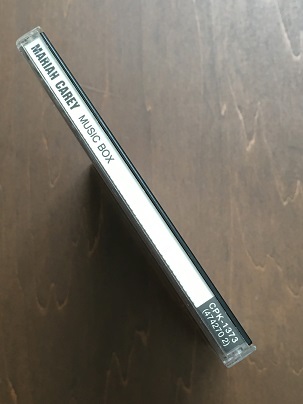 MARIAH CAREY MUSIC BOX
CPK-1373
(474270 2)